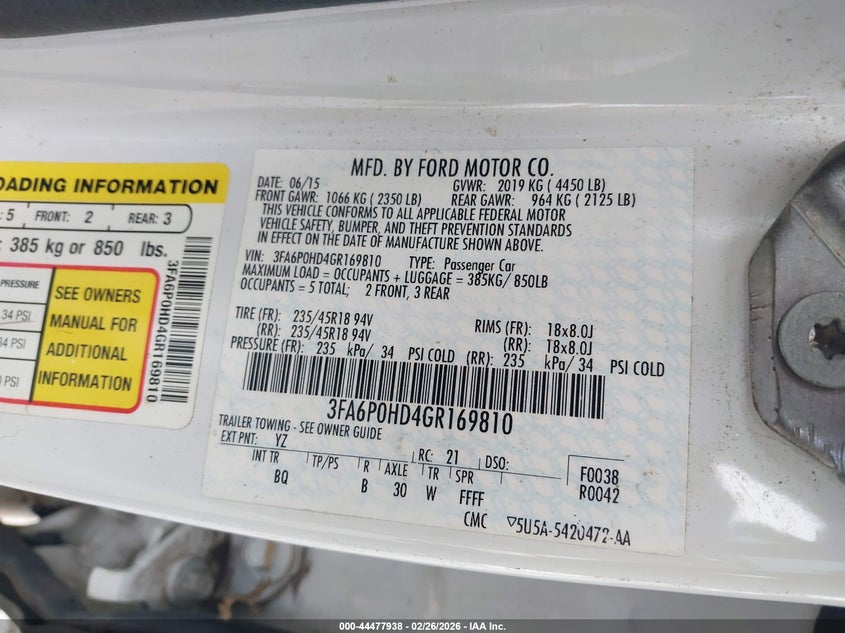 OADING INFORMATION
: 5 FRONT: 2 REAR: 3
: 385 kg or 850 lbs.
PRESSURE
34 PSI
34 PSI
PSI
SEE OWNERS
MANUAL FOR
ADDITIONAL
INFORMATION
3FA6P0HD4GR169810
MFD. BY FORD MOTOR CO.
DATE: 06/15 GVWR: 2019 KG ( 4450 LB)
FRONT GAWR: 1066 KG ( 2350 LB) REAR GAWR: 964 KG ( 2125 LB)
THIS VEHICLE CONFORMS TO ALL APPLICABLE FEDERAL MOTOR
VEHICLE SAFETY, BUMPER, AND THEFT PREVENTION STANDARDS
IN EFFECT ON THE DATE OF MANUFACTURE SHOWN ABOVE.
VIN: 3FA6P0HD4GR169810 TYPE: Passenger Car
MAXIMUM LOAD = OCCUPANTS + LUGGAGE = 385KG/ 850LB
OCCUPANTS = 5 TOTAL; 2 FRONT, 3 REAR
TIRE (FR): 235/45R18 94V RIMS (FR): 18x8.0J
(RR): 235/45R18 94V (RR): 18x8.0J
PRESSURE (FR): 235 kPa/ 34 PSI COLD (RR): 235 kPa/ 34 PSI COLD
3FA6P0HD4GR169810
TRAILER TOWING - SEE OWNER GUIDE
EXT PNT: YZ RC: 21 DSO:
INT TR TP/PS R AXLE TR SPR F0038
BQ B 30 W FFFF R0042
CMC 5U5A-5420472-AA
000-44477938 - 02/26/2026 - IAA Inc.